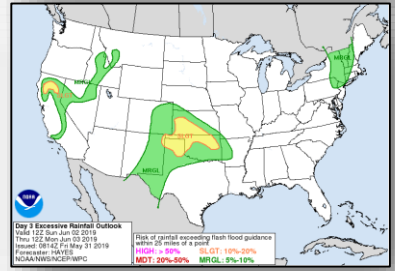 MRGL
MRGL
SLGT
MRGL
NOAA
Day 3 Excessive Rainfall Outlook
Valid 12Z Sun Jun 02 2019
Thru 12Z Mon Jun 03 2019
Issued: 0814Z Fri May 31 2019
Forecaster: HAYES
NOAA/NWS/NCEP/WPC
Risk of rainfall exceeding flash flood guidance
within 25 miles of a point
HIGH: > 50% SLGT: 10%-20%
MDT: 20%-50% MRGL: 5%-10%